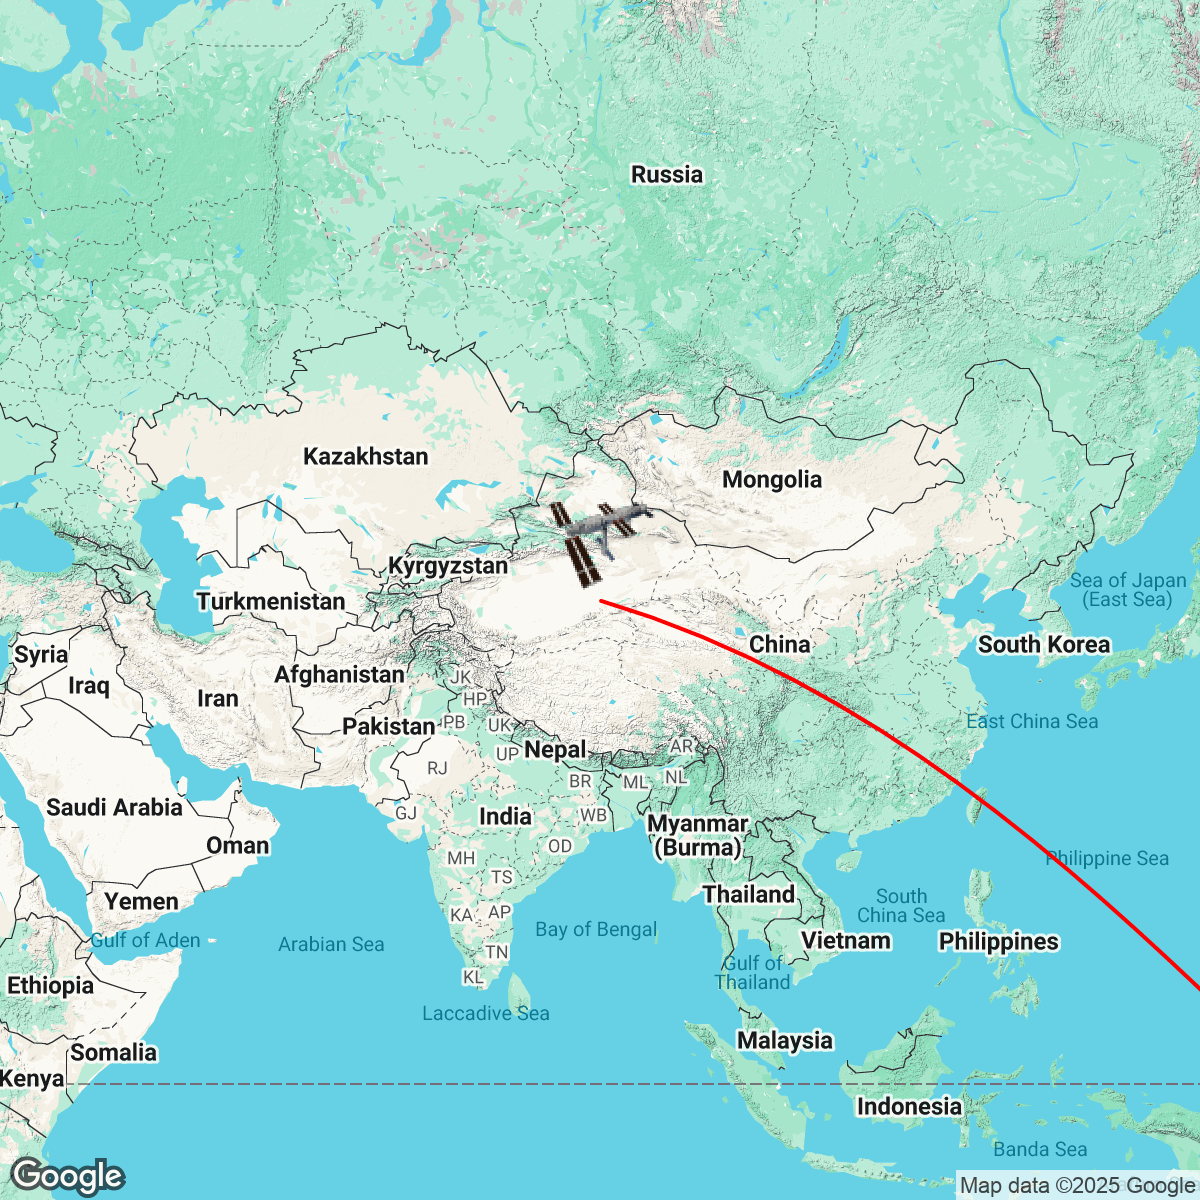 Russia
Kazakhstan
Mongolia
Kyrgyzstan
Sea of Japan
(East Sea)
Turkmenistan
Syria
China
South Korea
Afghanistan
JK
Iraq
Iran
HP
Pakistan
PB
UK
East China Sea
Nepal
AR
UP
RJ
BR
ML
NL
Saudi Arabia
GJ
India
WB
Myanmar
(Burma)
Oman
OD
MH
Philippine Sea
TS
Yemen
Thailand
South
China Sea
KA
AP
Gulf of Aden
Arabian Sea
Bay of Bengal
Vietnam
Philippines
TN
Gulf of
Thailand
KL
Ethiopia
Laccadive Sea
Malaysia
Somalia
Kenya
Indonesia
Banda Sea
Google
Map data ©2025 Google